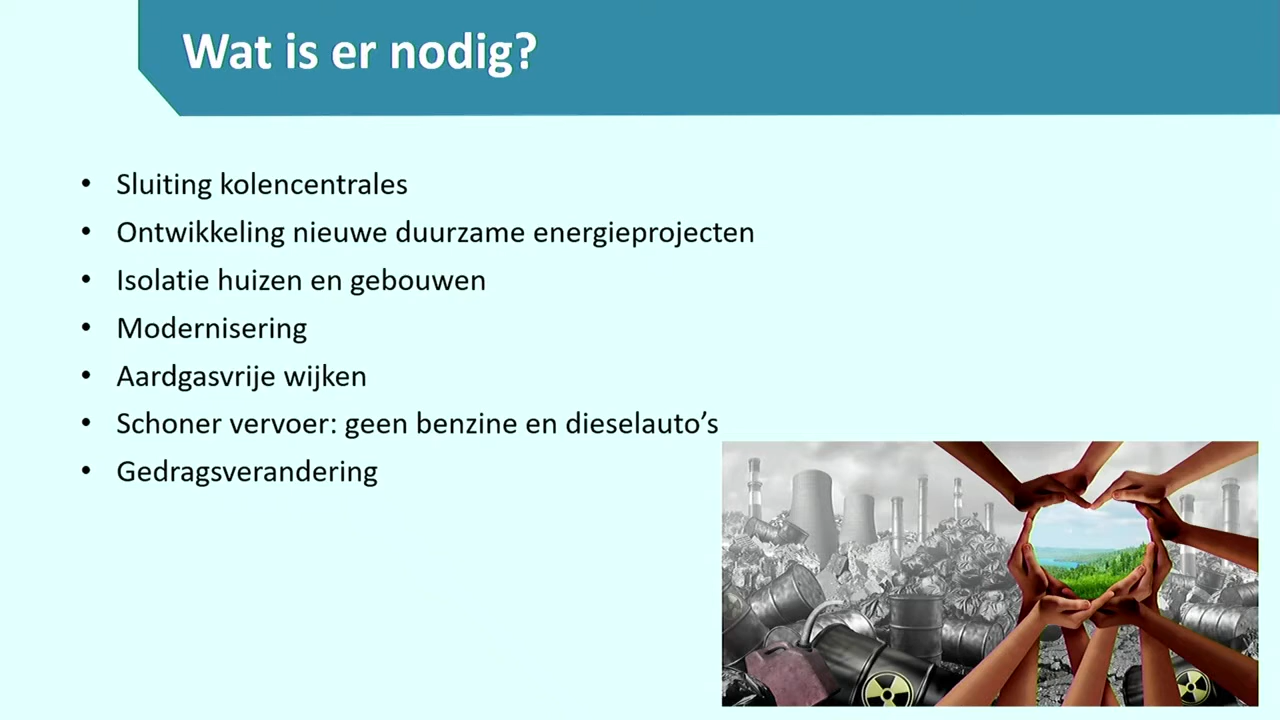 Wat is er nodig?
• Sluiting kolencentrales
• Ontwikkeling nieuwe duurzame energieprojecten
• Isolatie huizen en gebouwen
• Modernisering
• Aardgasvrije wijken
• Schoner vervoer: geen benzine en dieselauto’s
• Gedragsverandering